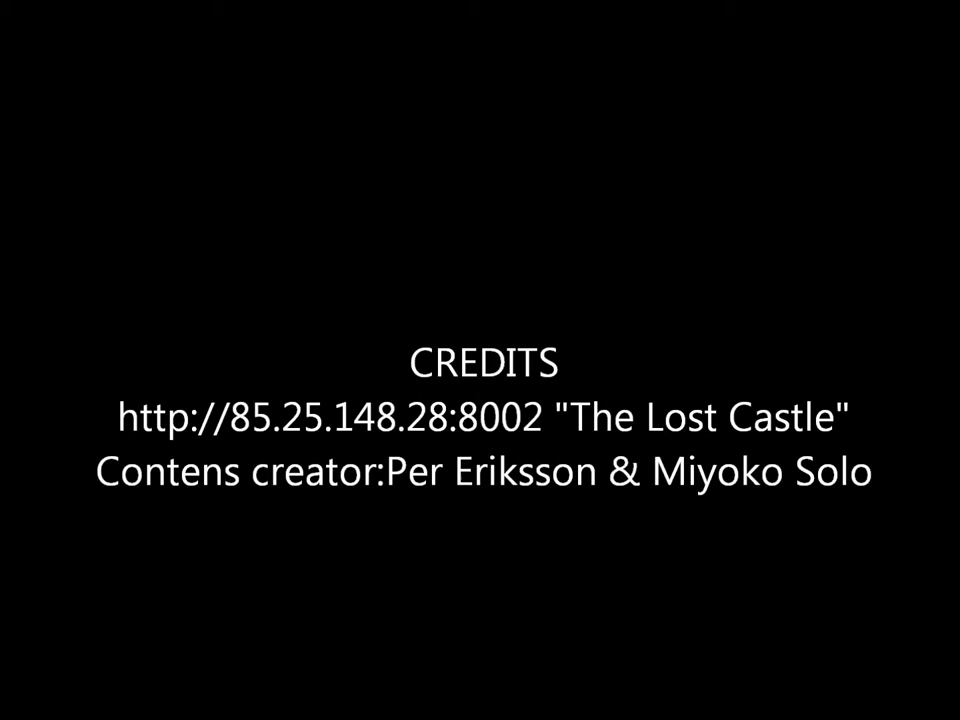 CREDITS
http://85.25.148.28:8002 "The Lost Castle"
Contens creator:Per Eriksson & Miyoko Solo